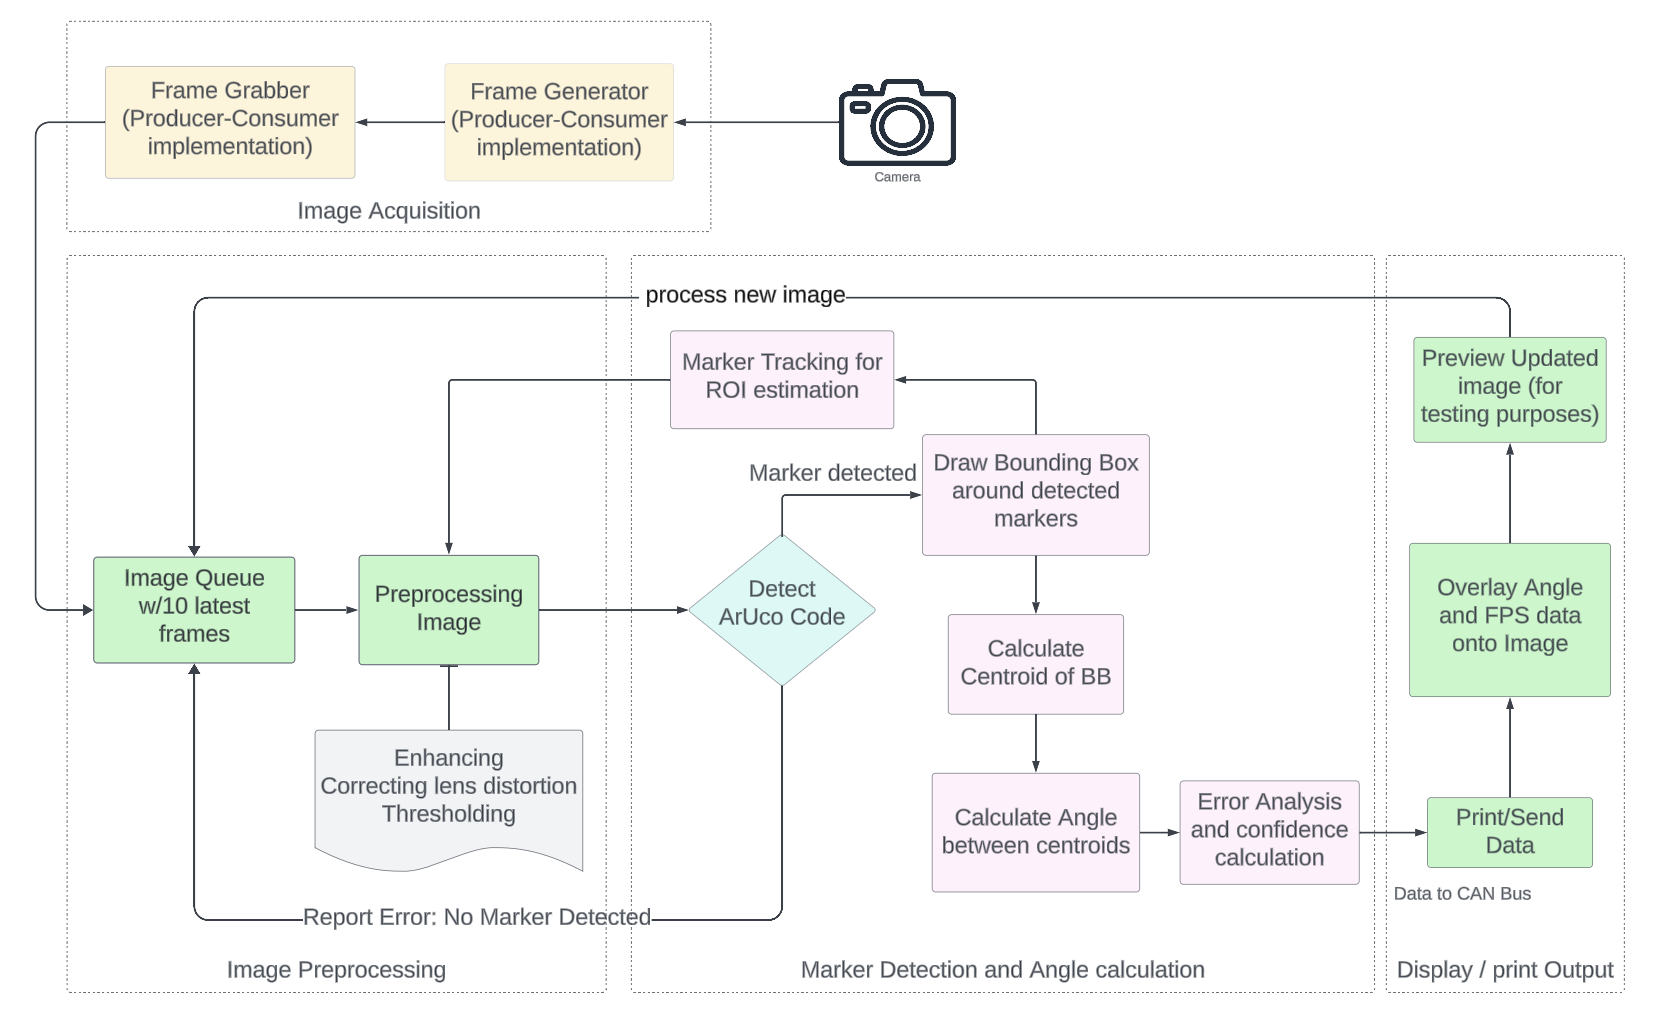 Frame Grabber
(Producer-Consumer
implementation)
Frame Generator
(Producer-Consumer
implementation)
Camera
Image Acquisition
process new image
Marker Tracking for
ROI estimation
Preview Updated
image (for
testing purposes)
Marker detected
Draw Bounding Box
around detected
markers
Image Queue
w/10 latest
frames
Preprocessing
Image
Detect
ArUco Code
Overlay Angle
and FPS data
onto Image
Calculate
Centroid of BB
Enhancing
Correcting lens distortion
Thresholding
Calculate Angle
between centroids
Error Analysis
and confidence
calculation
Print/Send
Data
Data to CAN Bus
Report Error: No Marker Detected
Image Preprocessing
Marker Detection and Angle calculation
Display / print Output